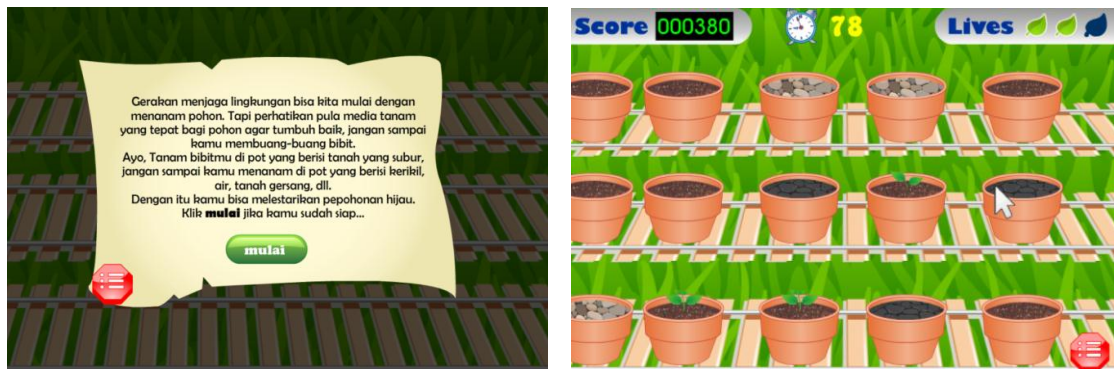 Gerakan menjaga lingkungan bisa kita mulai dengan
menanam pohon. Tapi perhatikan pula media tanam
yang tepat bagi pohon agar tumbuh baik, jangan sampai
kamu membuang-buang bibit.
Ayo, Tanam bibitmu di pot yang berisi tanah yang subur,
jangan sampai kamu menanam di pot yang berisi kerikil,
air, tanah gersang, dll.
Dengan itu kamu bisa melestarikan pepohonan hijau.
Klik mulai jika kamu sudah siap...
mulai
Score 000380 78 Lives